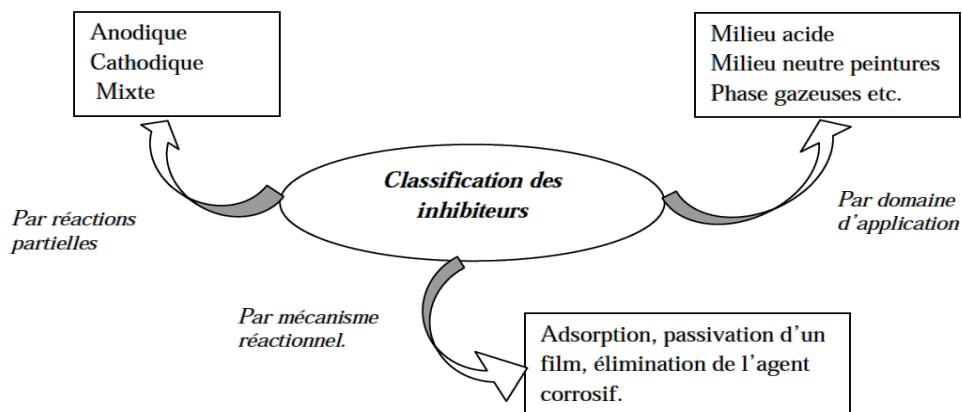 Anodique
Cathodique
Mixte
Milieu acide
Milieu neutre peintures
Phase gazeuses etc.
Classification des
inhibiteurs
Par réactions
partielles
Par domaine
d’application
Par mécanisme
réactionnel.
Adsorption, passivation d’un
film, élimination de l’agent
corrosif.